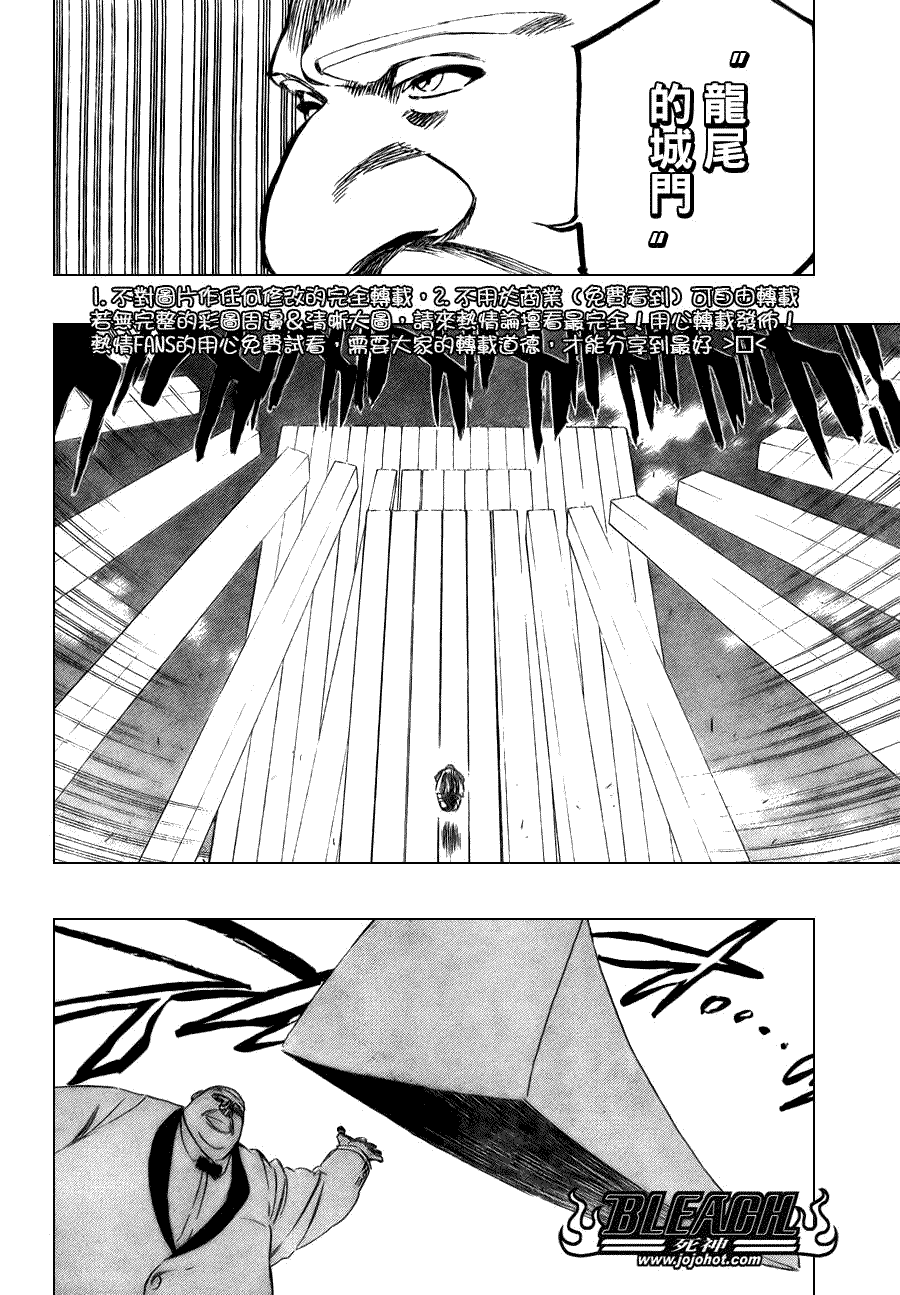 "龍尾
的城門"
1. 不對圖片作任何修改的完全轉載，2. 不用於商業（免費看到）可自由轉載
若無完整的彩圖周邊&清晰大圖，請來熱情論壇看最完全！用心轉載發佈！
熱情FANS的用心免費試看，需要大家的轉載道德，才能分享到最好 >□<
BLEACH
死神
www.jojohot.com